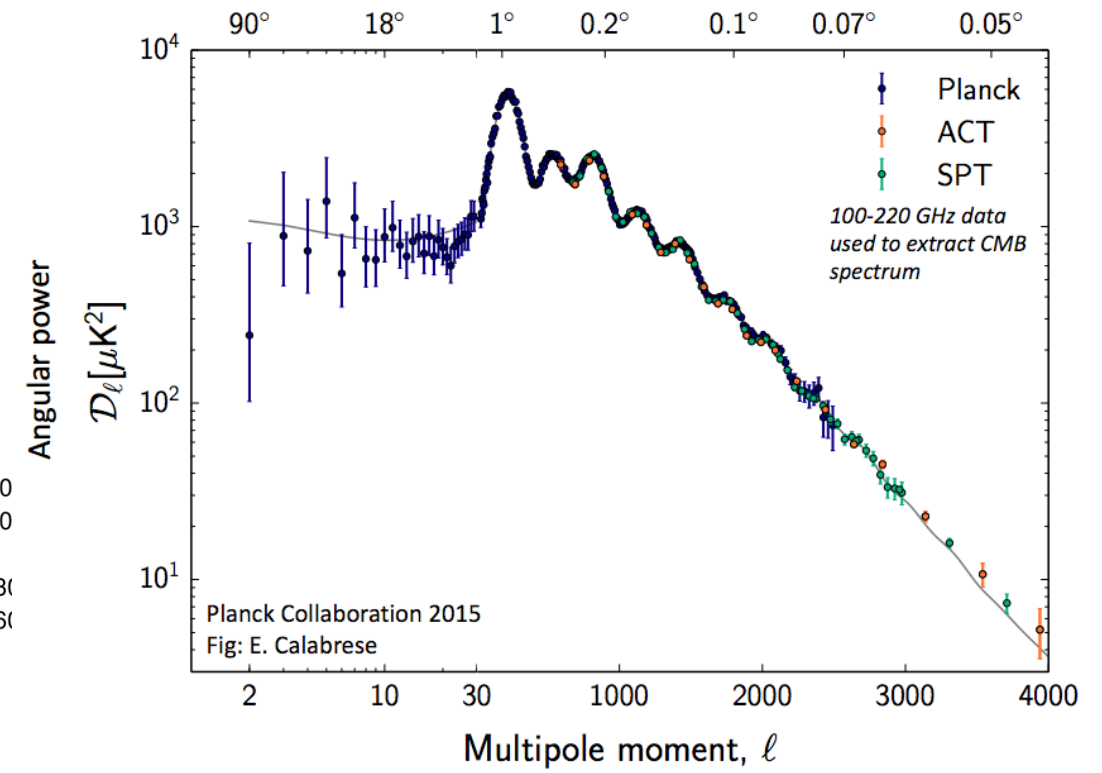 90° 18° 1° 0.2° 0.1° 0.07° 0.05°
10⁴
Planck
ACT
SPT
100-220 GHz data
used to extract CMB
spectrum
10³
Angular power
𝒟ℓ[μK²]
10²
10¹
Planck Collaboration 2015
Fig: E. Calabrese
2 10 30 1000 2000 3000 4000
Multipole moment, ℓ